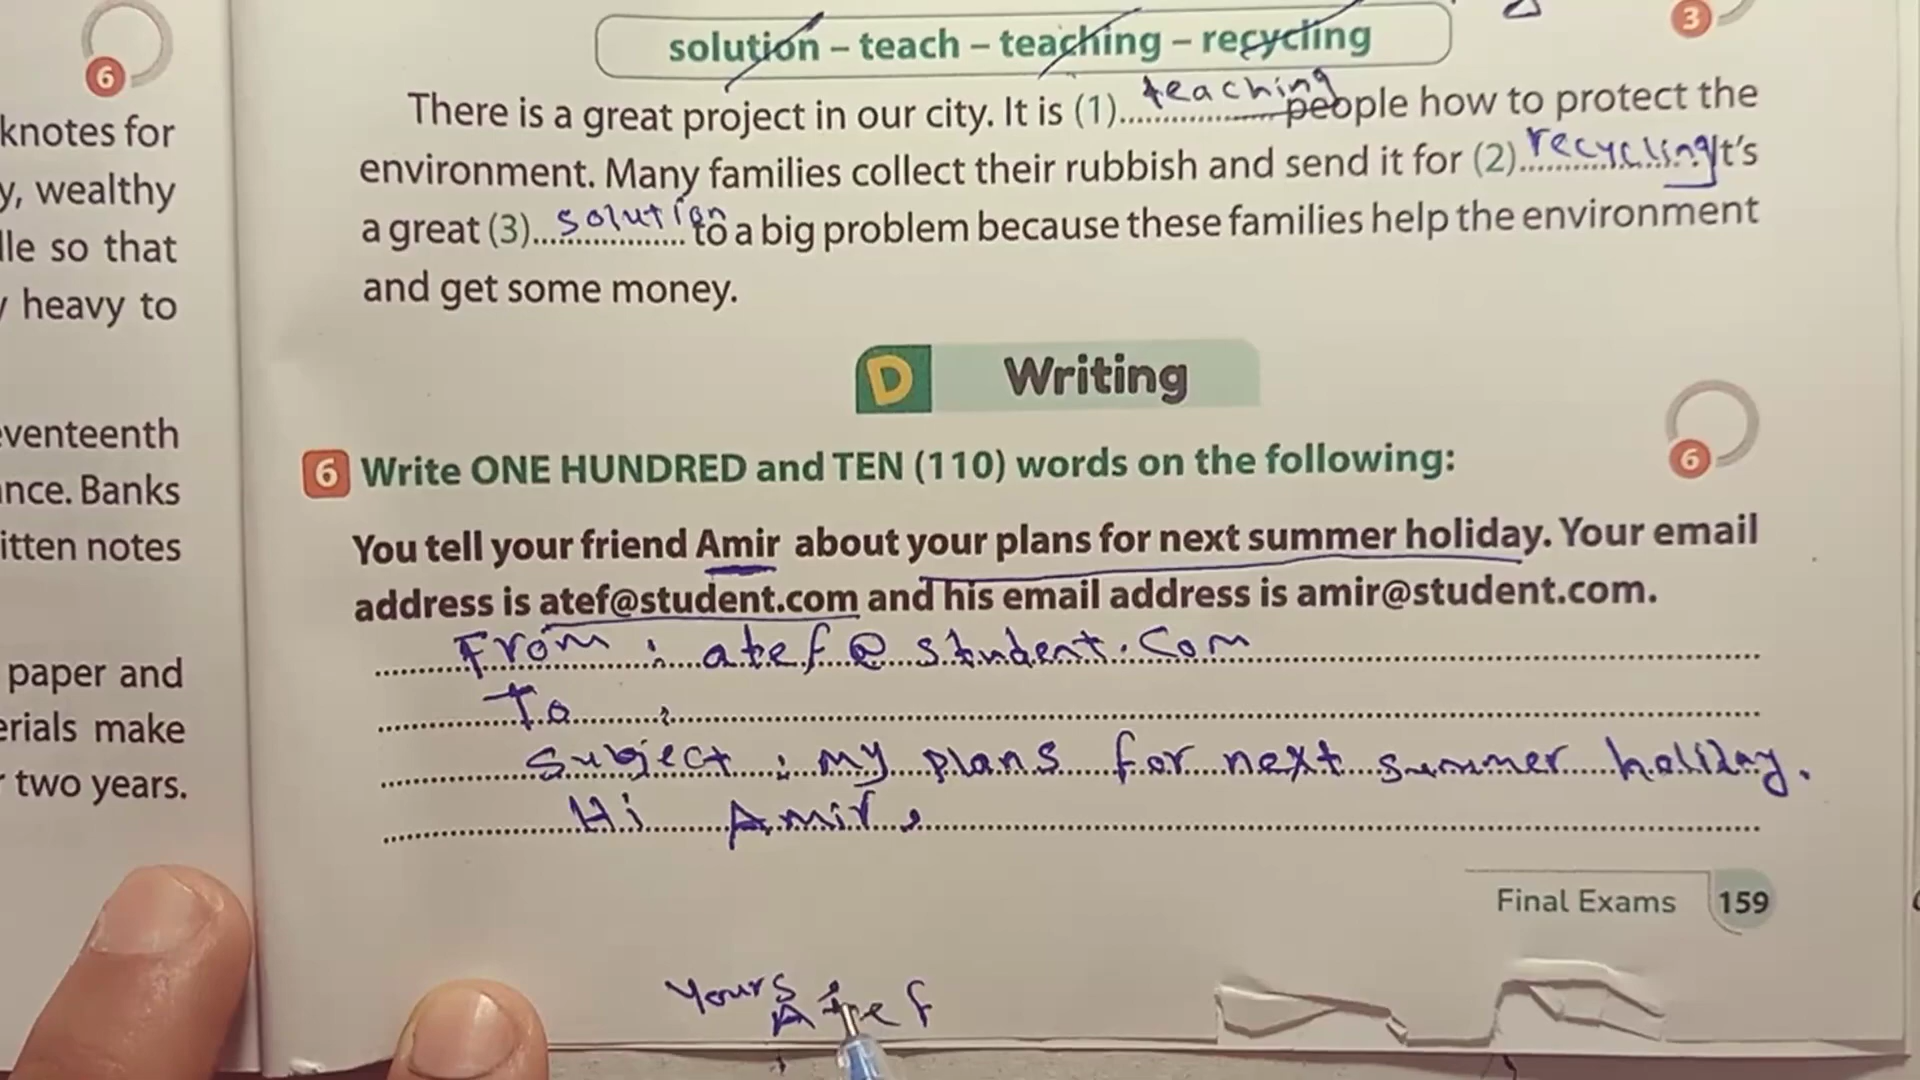 6
3
solution – teach – teaching – recycling
knotes for
y, wealthy
lle so that
heavy to
eventeenth
ance. Banks
itten notes
paper and
erials make
two years.
There is a great project in our city. It is (1)....teaching....people how to protect the
environment. Many families collect their rubbish and send it for (2)....recycling....It's
a great (3)....solution....to a big problem because these families help the environment
and get some money.
D Writing
6 Write ONE HUNDRED and TEN (110) words on the following:
6
You tell your friend Amir about your plans for next summer holiday. Your email
address is atef@student.com and his email address is amir@student.com.
From : atef@student.com
To :
Subject : my plans for next summer holiday.
Hi Amir,
Final Exams 159
Yours
Atef